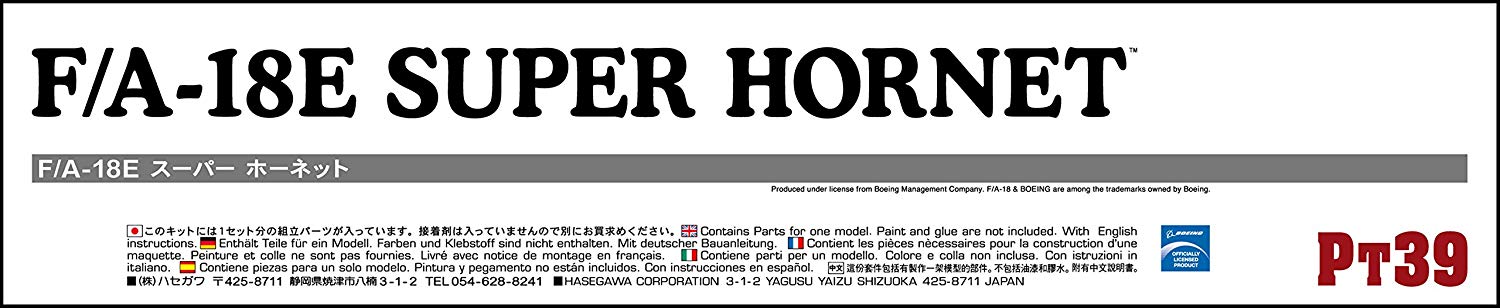 F/A-18E SUPER HORNET™
F/A-18E スーパー ホーネット
Produced under license from Boeing Management Company. F/A-18 & BOEING are among the trademarks owned by Boeing.
このキットには1セット分の組立パーツが入っています。接着剤は入っていませんので別にお買求めください。 Contains Parts for one model. Paint and glue are not included. With English
instructions. Enthält Teile für ein Modell. Farben und Klebstoff sind nicht enthalten. Mit deutscher Bauanleitung. Contient les pièces nècessaires pour la construction d'une
maquette. Peinture et colle ne sont pas fournies. Livré avec notice de montage en français. Contiene parti per un modello. Colore e colla non inclusa. Con istruzioni in
italiano. Contiene piezas para un solo modelo. Pintura y pegamento no están incluidos. Con instrucciones en español. 中文 這份套件包括有製作一架模型的部件。不包括油漆和膠水。附有中文說明書。
■(株)ハセガワ 〒425-8711 静岡県焼津市八楠3-1-2 TEL 054-628-8241 ■HASEGAWA CORPORATION 3-1-2 YAGUSU YAIZU SHIZUOKA 425-8711 JAPAN
BOEING
OFFICIALLY
LICENSED
PRODUCT
PT39